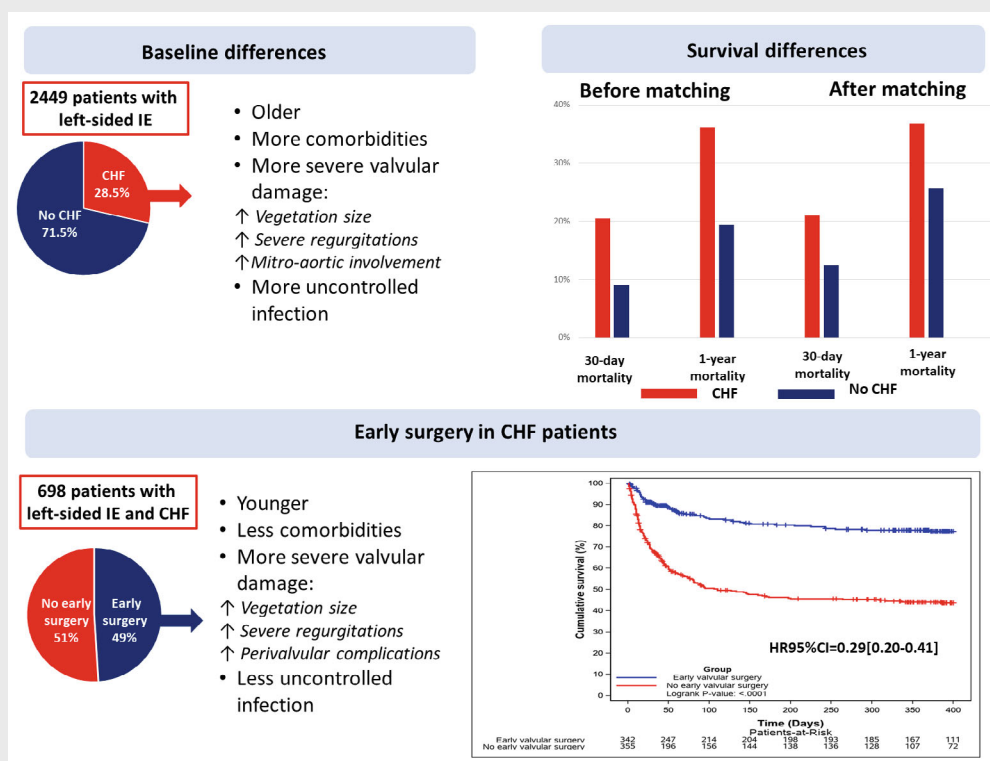 Baseline differences
2449 patients with
left-sided IE
CHF
28.5%
No CHF
71.5%
• Older
• More comorbidities
• More severe valvular
damage:
↑ Vegetation size
↑ Severe regurgitations
↑Mitro-aortic involvement
• More uncontrolled
infection
Survival differences
Before matching
After matching
40%
30%
20%
10%
0%
30-day
mortality
1-year
mortality
30-day
mortality
1-year
mortality
CHF
No CHF
Early surgery in CHF patients
698 patients with
left-sided IE and CHF
No early
surgery
51%
Early
surgery
49%
• Younger
• Less comorbidities
• More severe valvular
damage:
↑ Vegetation size
↑ Severe regurgitations
↑ Perivalvular complications
• Less uncontrolled
infection
Cumulative survival (%)
100
90
80
70
60
50
40
30
20
10
0
HR95%CI=0.29[0.20-0.41]
Group
Early valvular surgery
No early valvular surgery
Logrank P-value: <.0001
0 50 100 150 200 250 300 350 400
Time (Days)
Patients-at-Risk
Early valvular surgery 342 247 214 204 198 193 185 167 111
No early valvular surgery 355 196 156 144 138 136 128 107 72